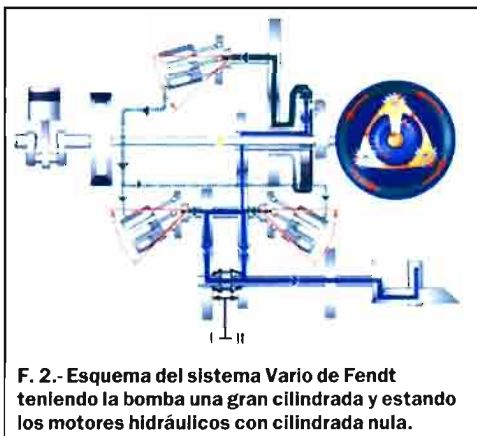 I II
F. 2.- Esquema del sistema Vario de Fendt
teniendo la bomba una gran cilindrada y estando
los motores hidráulicos con cilindrada nula.